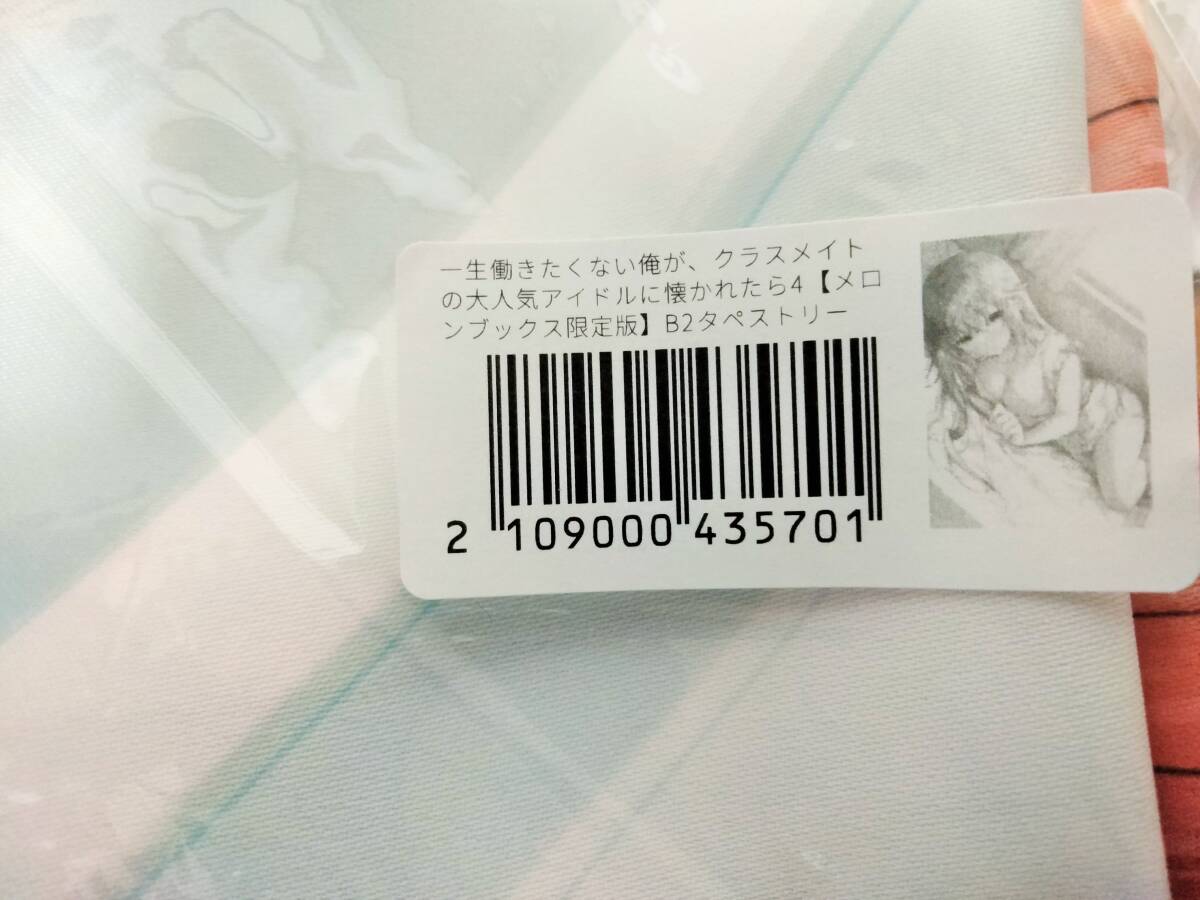 一生働きたくない俺が、クラスメイト
の大人気アイドルに懐かれたら4【メロ
ンブックス限定版】B2タペストリー
2 109000 435701